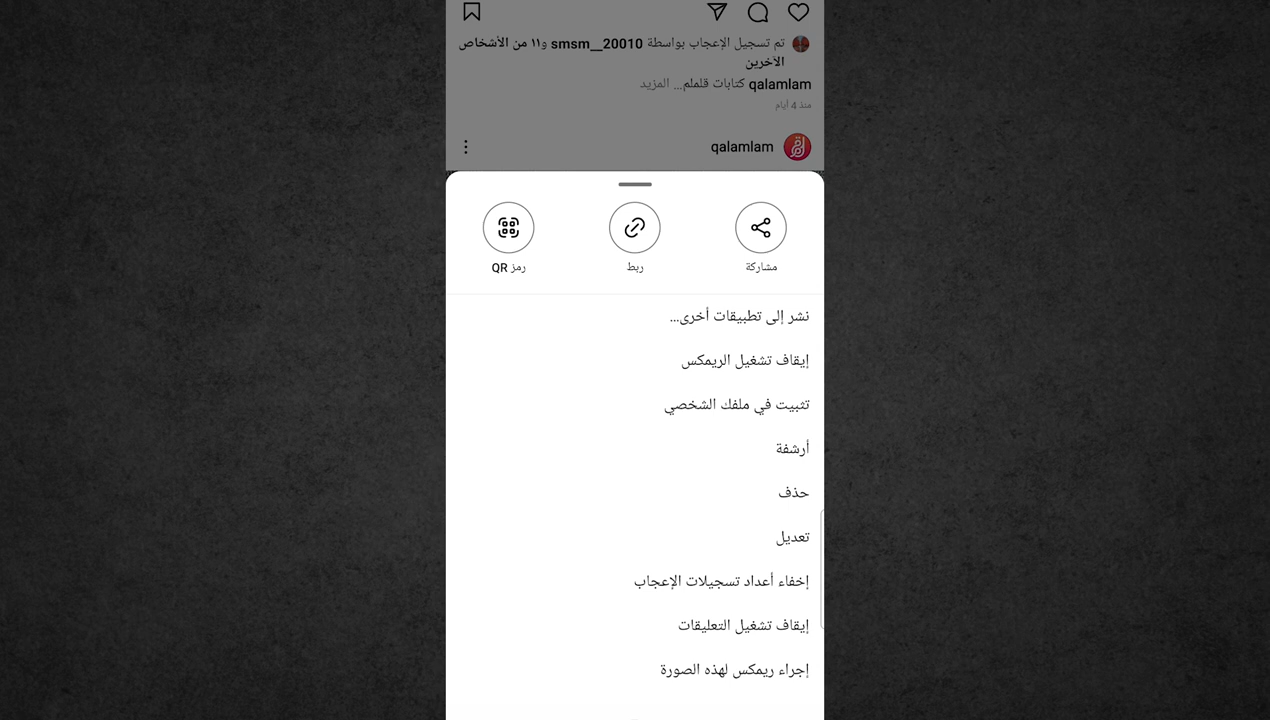 تم تسجيل الإعجاب بواسطة smsm__20010 و١١ من الأشخاص
الآخرين
qalamlam كتابات قلملم... المزيد
منذ 4 أيام
qalamlam
مشاركة
ربط
رمز QR
نشر إلى تطبيقات أخرى...
إيقاف تشغيل الريمكس
تثبيت في ملفك الشخصي
أرشفة
حذف
تعديل
إخفاء أعداد تسجيلات الإعجاب
إيقاف تشغيل التعليقات
إجراء ريمكس لهذه الصورة